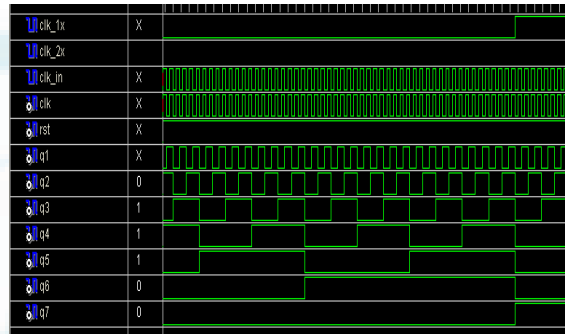 clk_1x X
clk_2x
clk_in X
clk X
rst X
q1 X
q2 0
q3 1
q4 1
q5 1
q6 0
q7 0